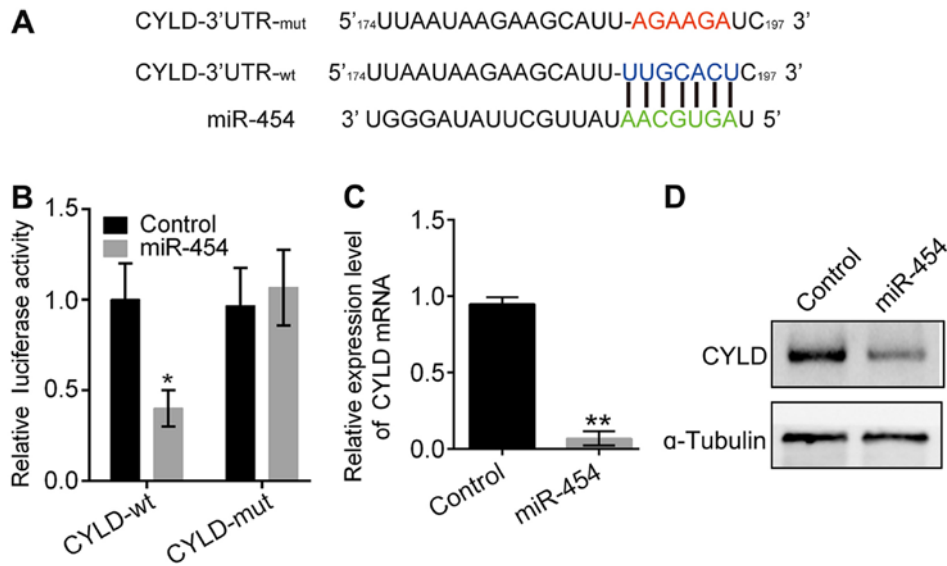 A
CYLD-3'UTR-mut 5'174UUAAUAAGAAGCAUU-AGAAGAUC197 3'
CYLD-3'UTR-wt 5'174UUAAUAAGAAGCAUU-UUGCACUC197 3'
miR-454 3' UGGGAUAUUCGUUAUAACGUGAU 5'
B
Relative luciferase activity
1.5
1.0
0.5
0.0
Control
miR-454
*
CYLD-wt
CYLD-mut
C
Relative expression level
of CYLD mRNA
1.5
1.0
0.5
0.0
**
Control
miR-454
D
Control
miR-454
CYLD
α-Tubulin